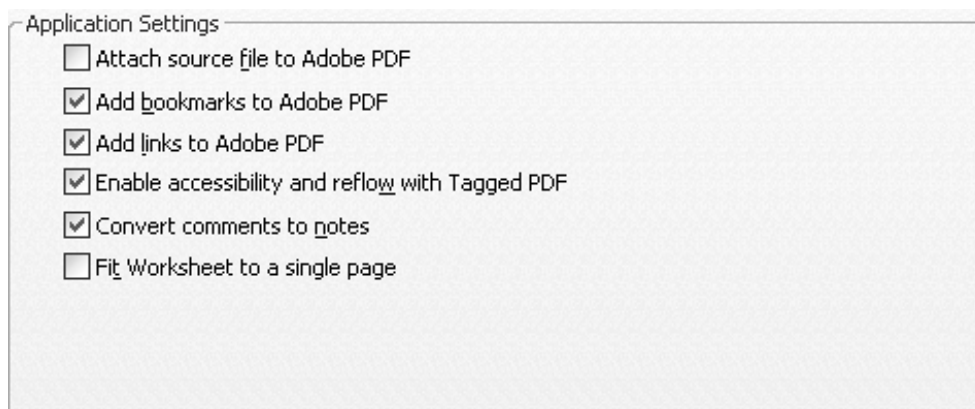 Application Settings
Attach source file to Adobe PDF
Add bookmarks to Adobe PDF
Add links to Adobe PDF
Enable accessibility and reflow with Tagged PDF
Convert comments to notes
Fit Worksheet to a single page